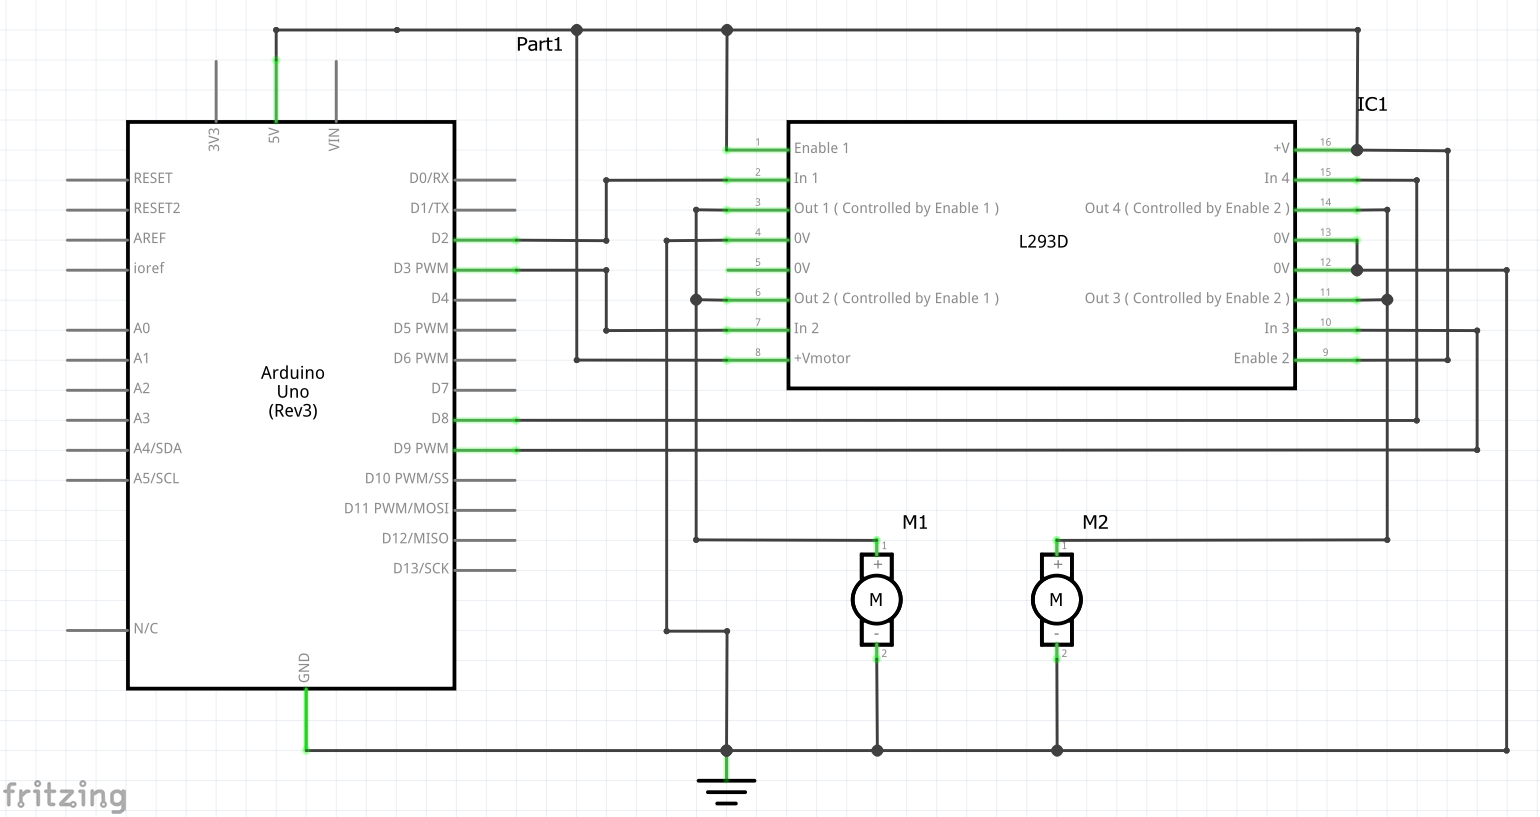 Part1
IC1
3V3
5V
VIN
RESET
RESET2
AREF
ioref
A0
A1
A2
A3
A4/SDA
A5/SCL
N/C
Arduino
Uno
(Rev3)
D0/RX
D1/TX
D2
D3 PWM
D4
D5 PWM
D6 PWM
D7
D8
D9 PWM
D10 PWM/SS
D11 PWM/MOSI
D12/MISO
D13/SCK
GND
1 Enable 1
2 In 1
3 Out 1 ( Controlled by Enable 1 )
4 0V
5 0V
6 Out 2 ( Controlled by Enable 1 )
7 In 2
8 +Vmotor
L293D
+V 16
In 4 15
Out 4 ( Controlled by Enable 2 ) 14
0V 13
0V 12
Out 3 ( Controlled by Enable 2 ) 11
In 3 10
Enable 2 9
M1
1
+
M
-
2
M2
1
+
M
-
2
fritzing